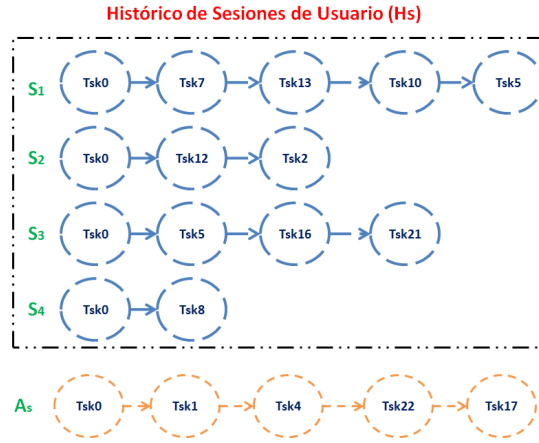 Histórico de Sesiones de Usuario (Hs)
S1 Tsk0 Tsk7 Tsk13 Tsk10 Tsk5
S2 Tsk0 Tsk12 Tsk2
S3 Tsk0 Tsk5 Tsk16 Tsk21
S4 Tsk0 Tsk8
As Tsk0 Tsk1 Tsk4 Tsk22 Tsk17